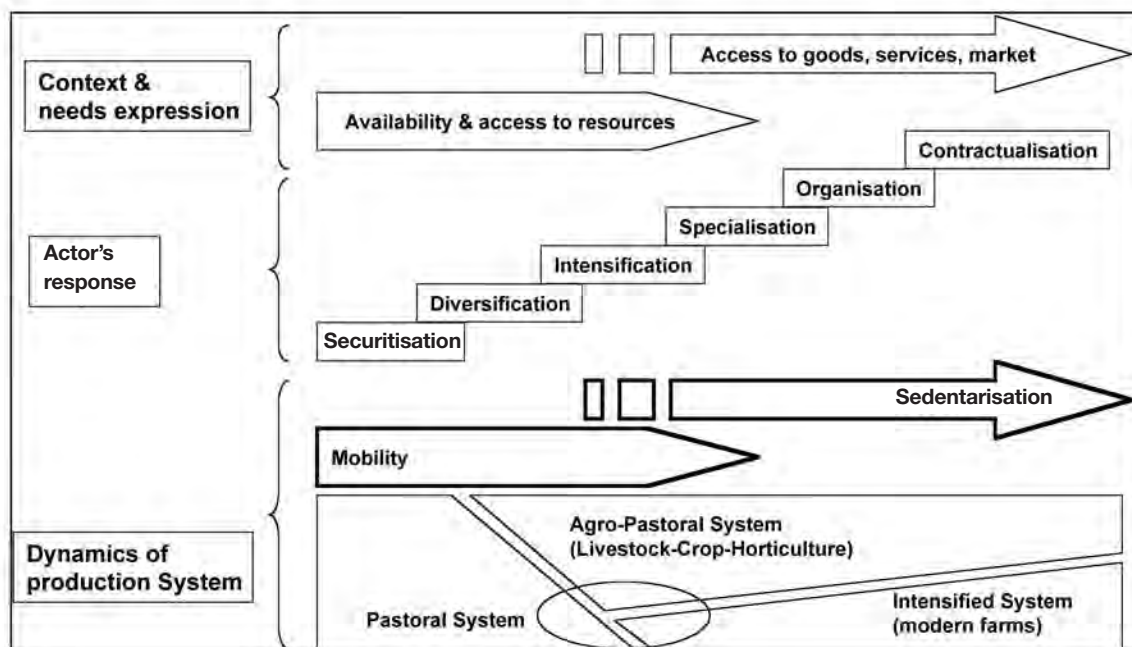 Context &
needs expression
Access to goods, services, market
Availability & access to resources
Contractualisation
Organisation
Specialisation
Actor's
response
Intensification
Diversification
Securitisation
Sedentarisation
Mobility
Dynamics of
production System
Agro-Pastoral System
(Livestock-Crop-Horticulture)
Pastoral System
Intensified System
(modern farms)